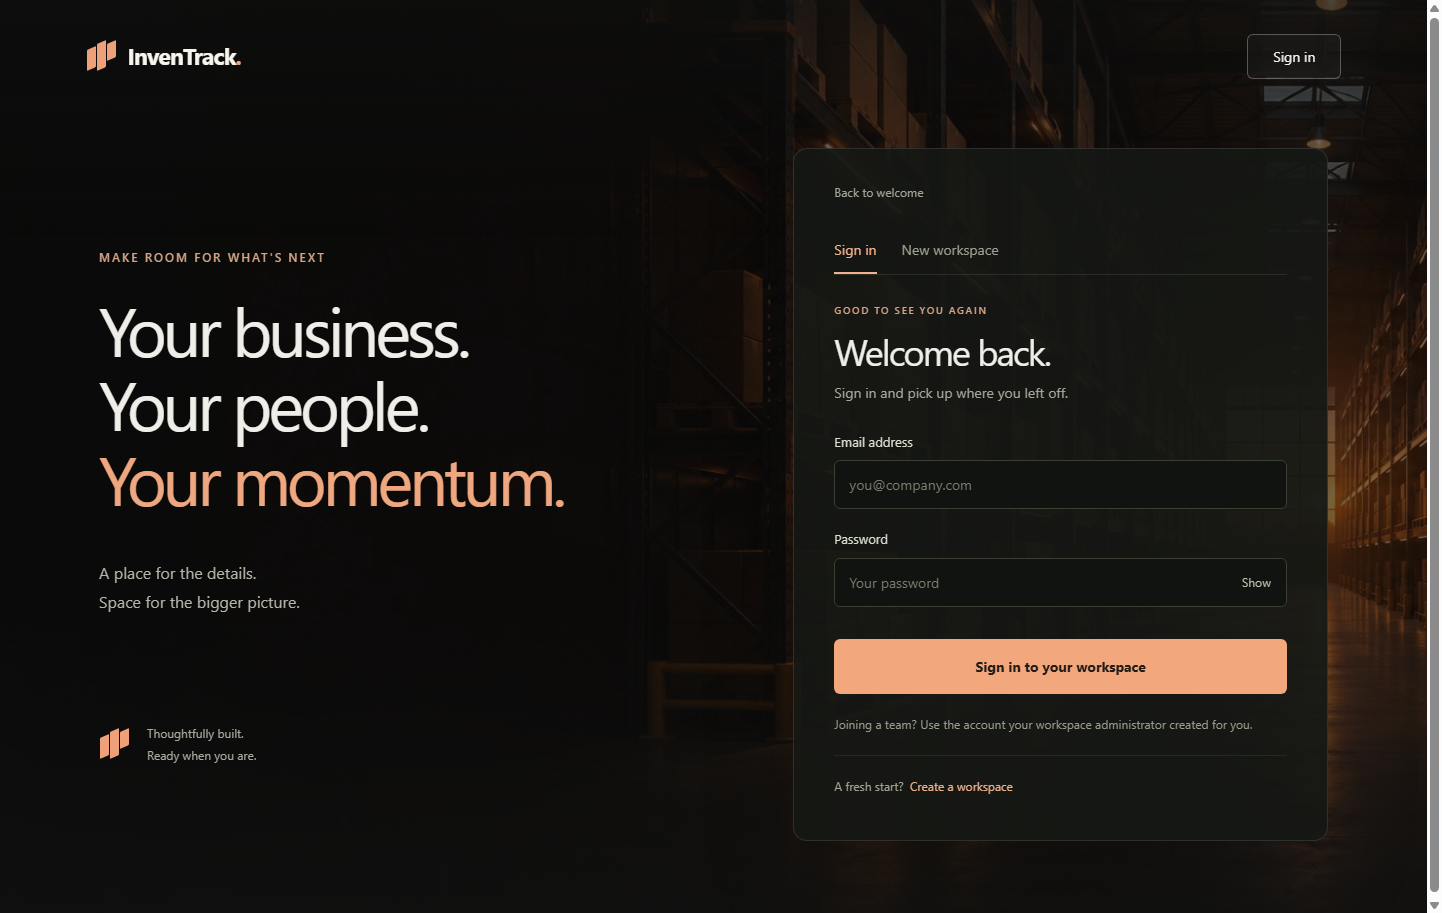 InvenTrack.
Sign in
MAKE ROOM FOR WHAT'S NEXT
Your business.
Your people.
Your momentum.
A place for the details.
Space for the bigger picture.
Thoughtfully built.
Ready when you are.
Back to welcome
Sign in New workspace
GOOD TO SEE YOU AGAIN
Welcome back.
Sign in and pick up where you left off.
Email address
you@company.com
Password
Your password Show
Sign in to your workspace
Joining a team? Use the account your workspace administrator created for you.
A fresh start? Create a workspace